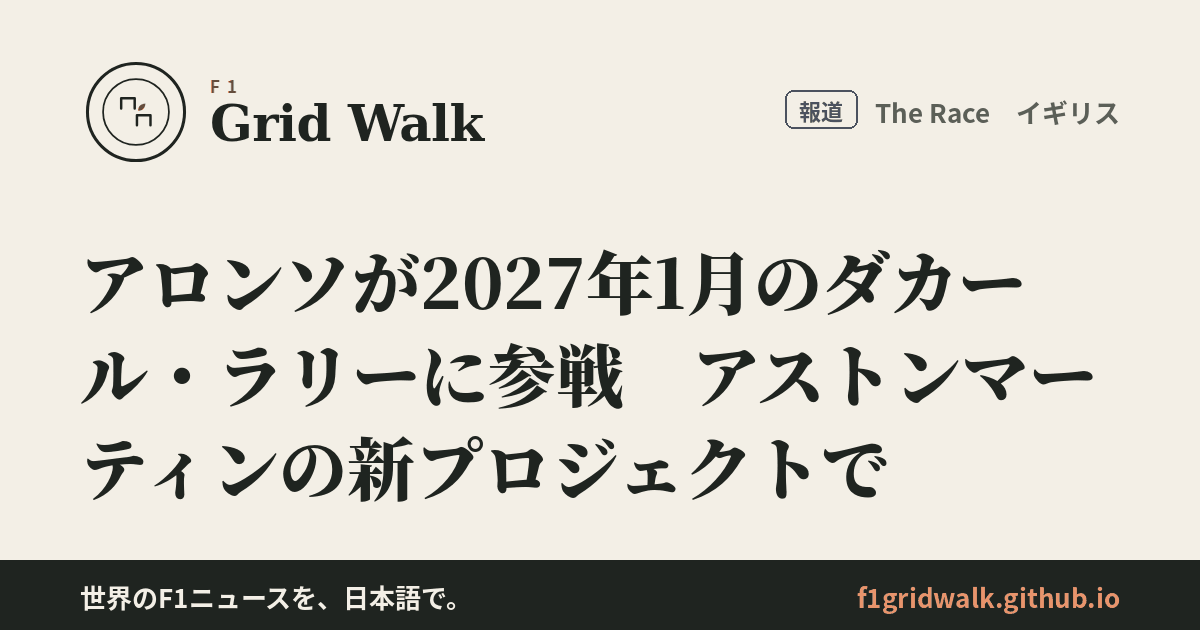 F1
Grid Walk
報道 The Race イギリス
アロンソが2027年1月のダカー
ル・ラリーに参戦　アストンマー
ティンの新プロジェクトで
世界のF1ニュースを、日本語で。
f1gridwalk.github.io